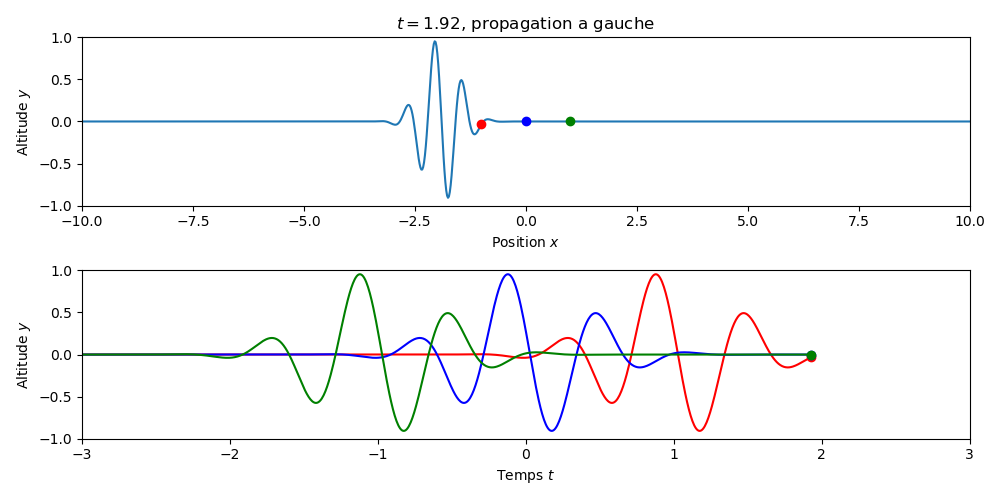 t = 1.92, propagation a gauche
1.0
0.5
0.0
−0.5
−1.0
Altitude y
−10.0 −7.5 −5.0 −2.5 0.0 2.5 5.0 7.5 10.0
Position x
1.0
0.5
0.0
−0.5
−1.0
Altitude y
−3 −2 −1 0 1 2 3
Temps t